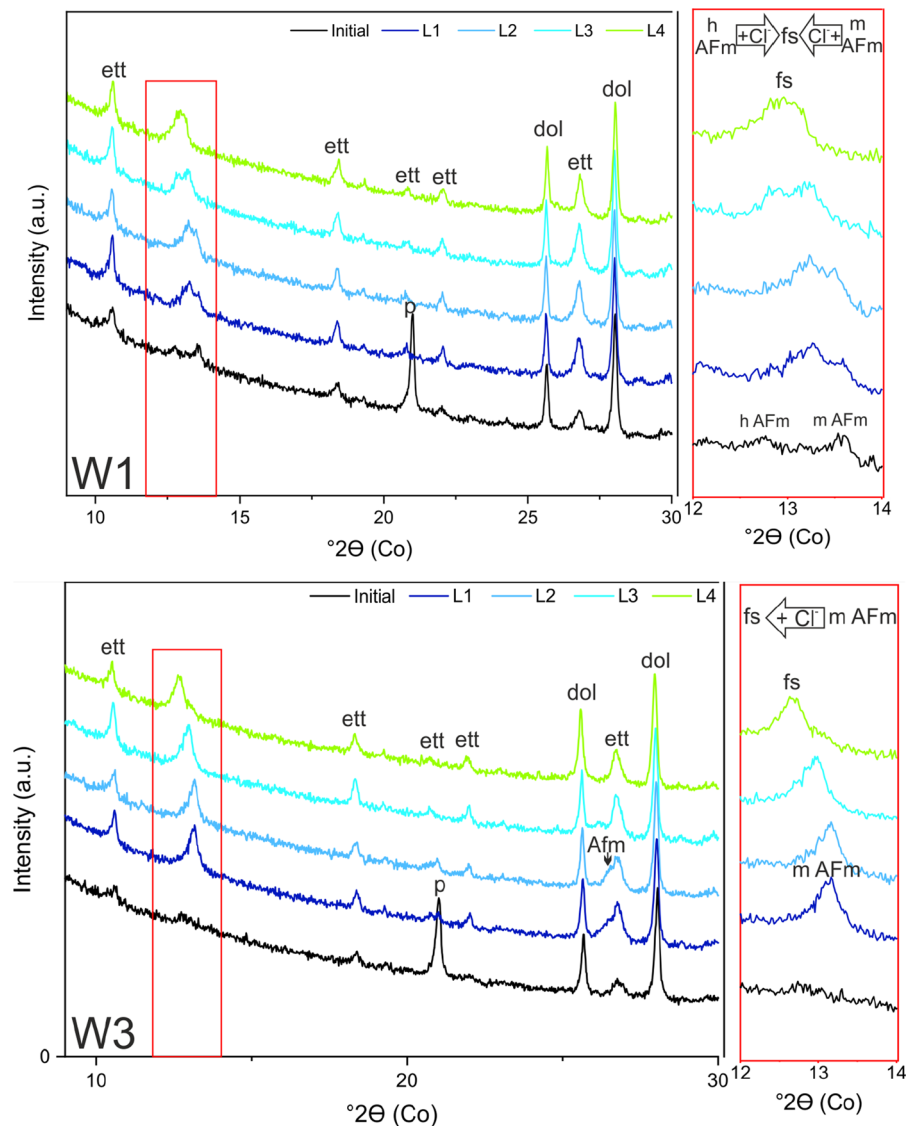 Initial L1 L2 L3 L4
h AFm +Cl⁻ fs Cl⁻+ m AFm
ett
ett
ett
ett
dol
ett
dol
fs
p
h AFm
m AFm
W1
Intensity (a.u.)
10 15 20 25 30
°2Θ (Co)
12 13 14
°2Θ (Co)
Initial L1 L2 L3 L4
fs + Cl⁻ m AFm
ett
ett
ett
ett
dol
ett
dol
fs
Afm
p
m AFm
W3
Intensity (a.u.)
0
10 20 30
°2Θ (Co)
12 13 14
°2Θ (Co)